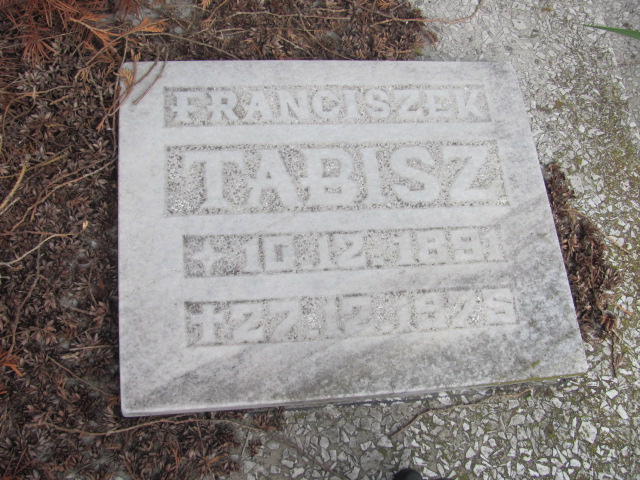 FRANCISZEK
TABISZ
* 10.12.1891
† 27.12.1975